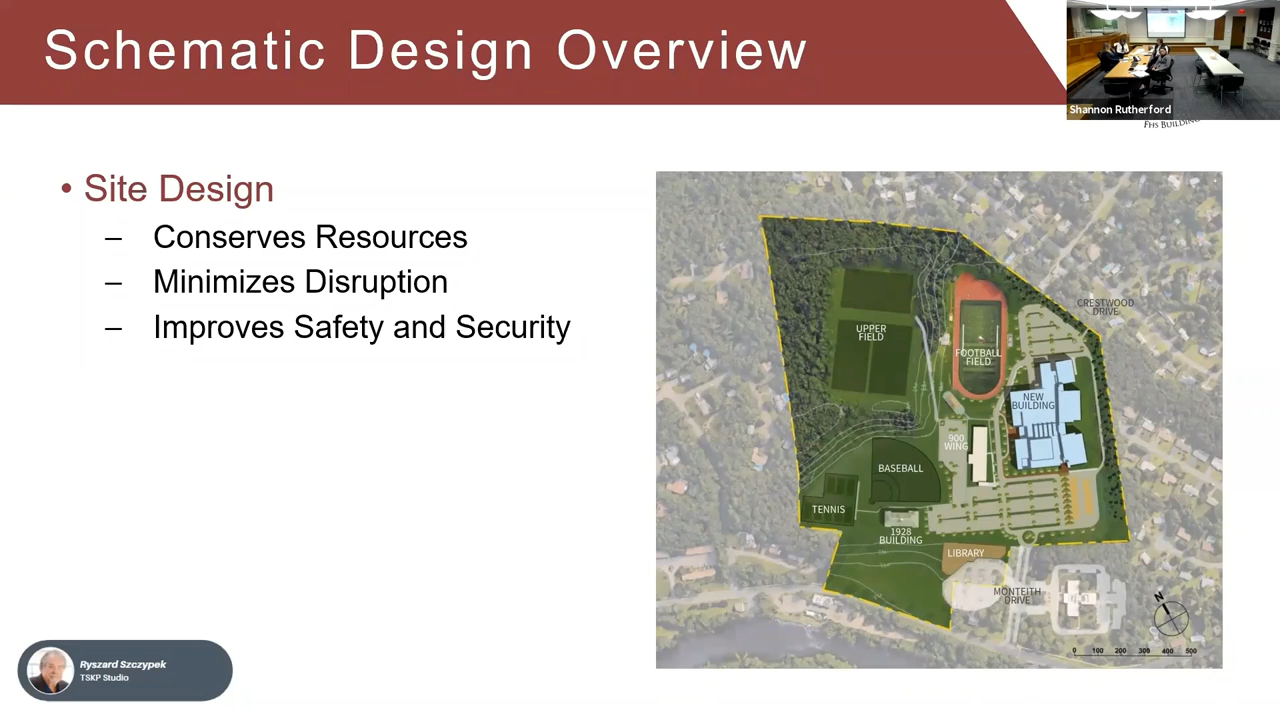 Schematic Design Overview
Shannon Rutherford
FHS BUILDING
• Site Design
– Conserves Resources
– Minimizes Disruption
– Improves Safety and Security
CRESTWOOD
DRIVE
UPPER
FIELD
FOOTBALL
FIELD
NEW
BUILDING
900
WING
BASEBALL
TENNIS
1928
BUILDING
LIBRARY
MONTEITH
DRIVE
N
0 100 200 300 400 500
Ryszard Szczypek
TSKP Studio